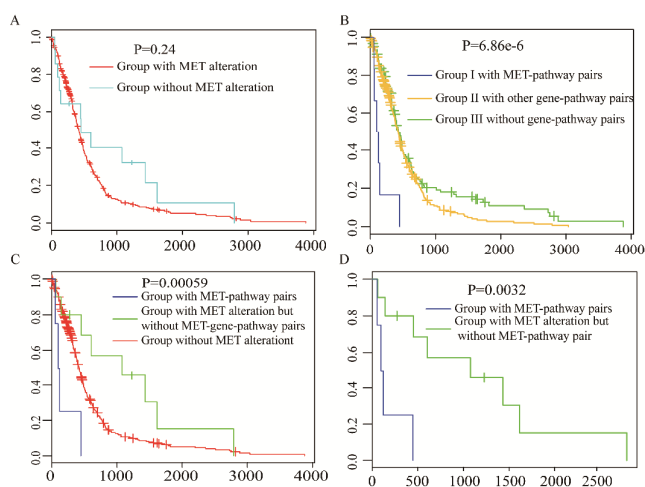 A
P=0.24
Group with MET alteration
Group without MET alteration
1.0
0.8
0.6
0.4
0.2
0.0
0
1000
2000
3000
4000
B
P=6.86e-6
Group I with MET-pathway pairs
Group II with other gene-pathway pairs
Group III without gene-pathway pairs
1.0
0.8
0.6
0.4
0.2
0.0
0
1000
2000
3000
4000
C
P=0.00059
Group with MET-pathway pairs
Group with MET alteration but
without MET-gene-pathway pairs
Group without MET alterationt
1.0
0.8
0.6
0.4
0.2
0.0
0
1000
2000
3000
4000
D
P=0.0032
Group with MET-pathway pairs
Group with MET alteration but
without MET-pathway pair
1.0
0.8
0.6
0.4
0.2
0.0
0
500
1000
1500
2000
2500